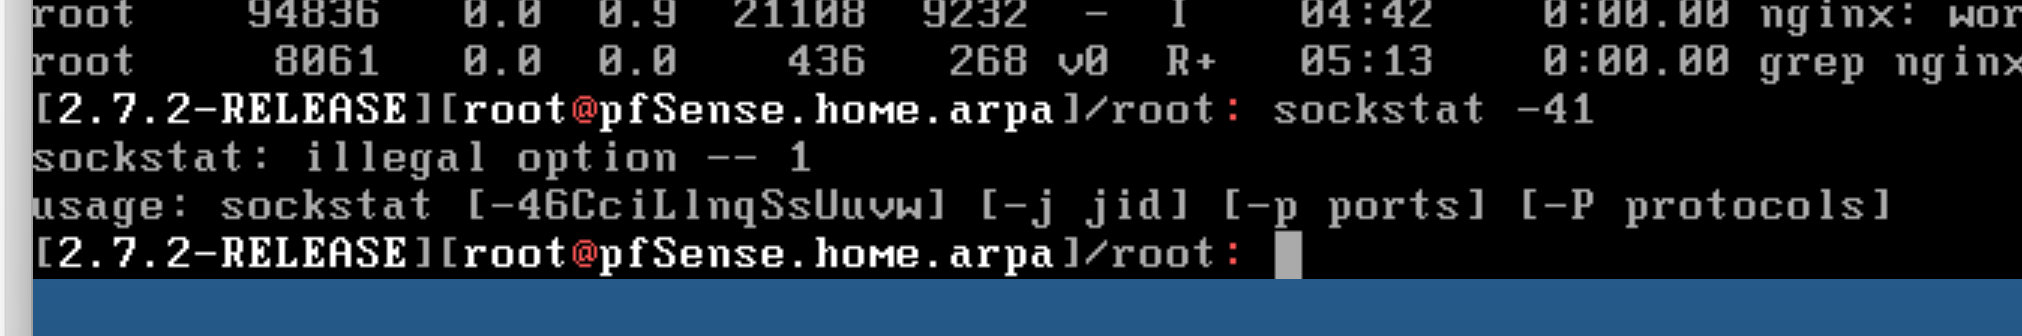 root 94836 0.0 0.9 21108 9232 - I 04:42 0:00.00 nginx: wor
root 8061 0.0 0.0 436 268 v0 R+ 05:13 0:00.00 grep nginx
[2.7.2-RELEASE][root@pfSense.home.arpa]/root: sockstat -41
sockstat: illegal option -- 1
usage: sockstat [-46CciLlnqSsUuvw] [-j jid] [-p ports] [-P protocols]
[2.7.2-RELEASE][root@pfSense.home.arpa]/root: